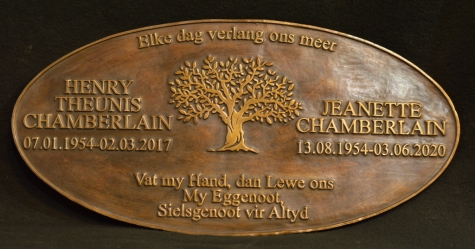 Elke dag verlang ons meer
HENRY
THEUNIS
CHAMBERLAIN
07.01.1954-02.03.2017
JEANETTE
CHAMBERLAIN
13.08.1954-03.06.2020
Vat my Hand, dan Lewe ons
My Eggenoot,
Sielsgenoot vir Altyd